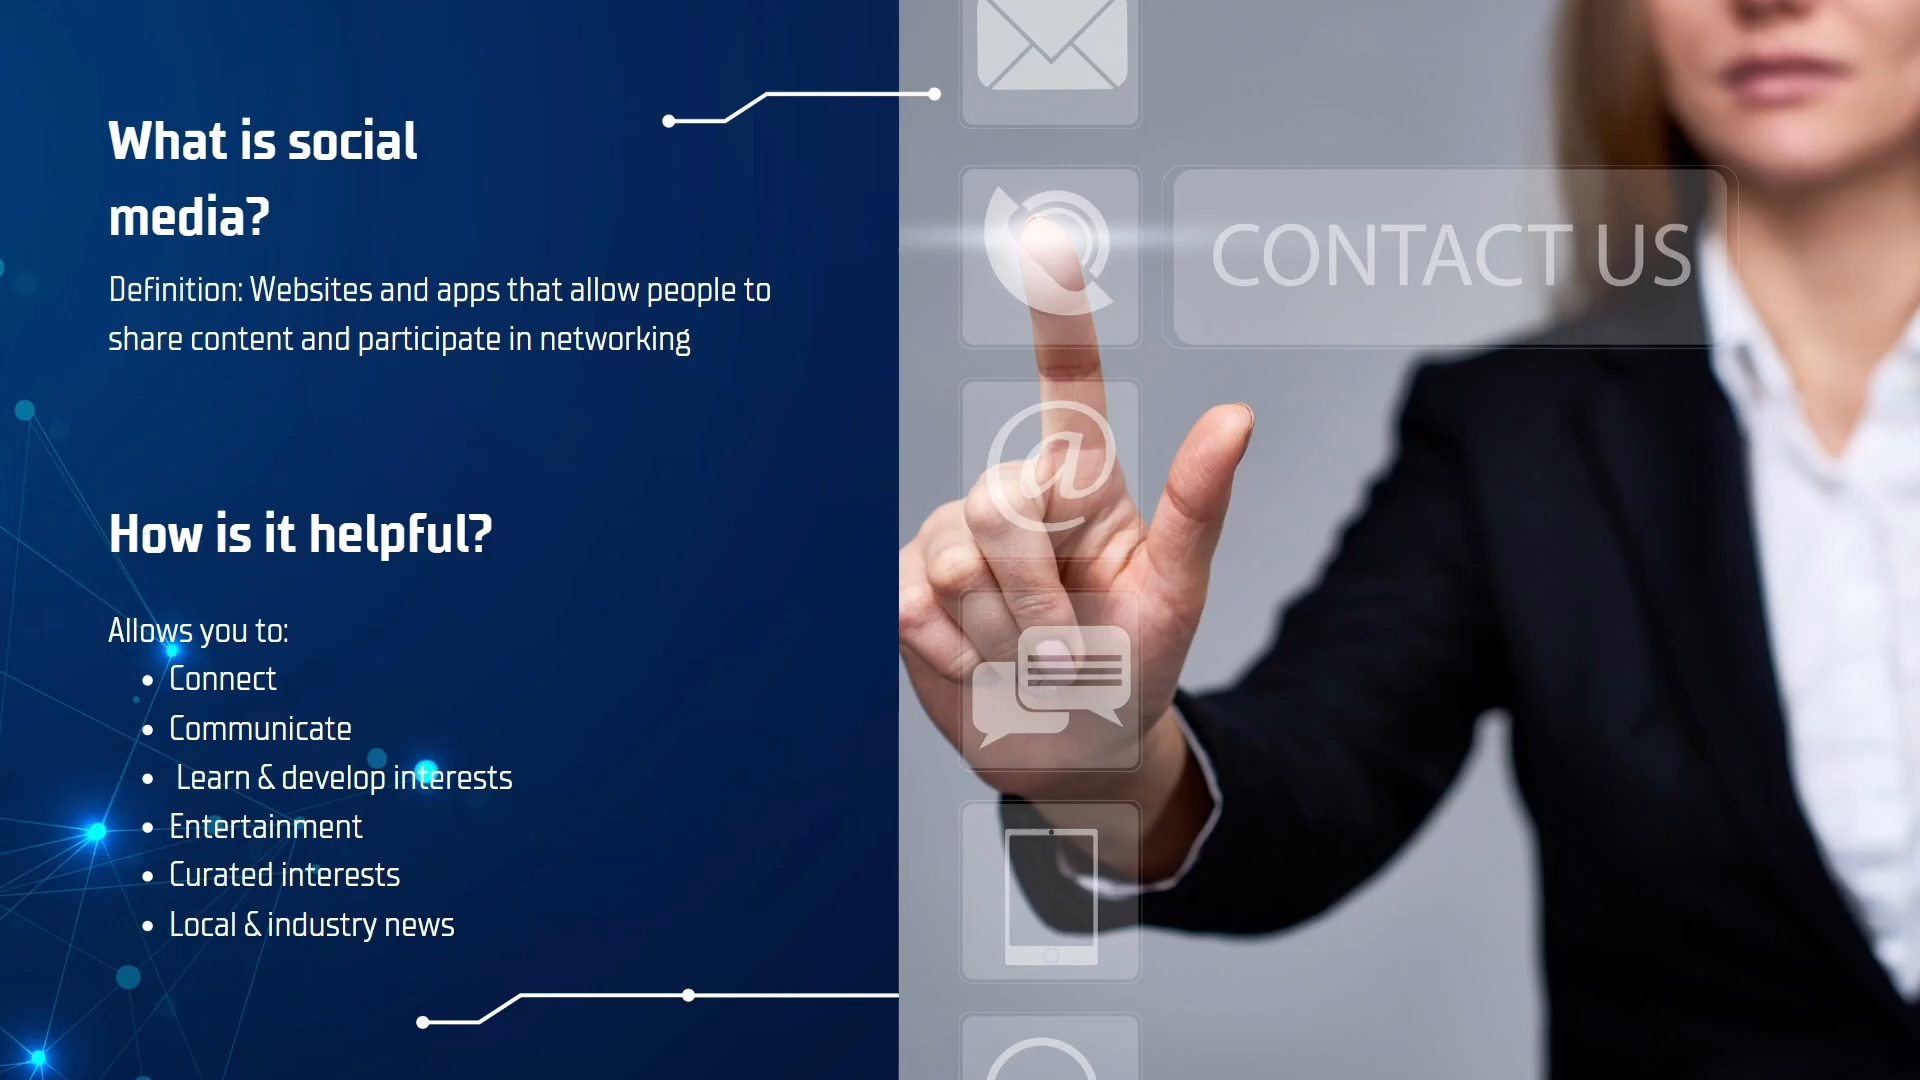 What is social
media?
Definition: Websites and apps that allow people to
share content and participate in networking
How is it helpful?
Allows you to:
• Connect
• Communicate
• Learn & develop interests
• Entertainment
• Curated interests
• Local & industry news
CONTACT US
@